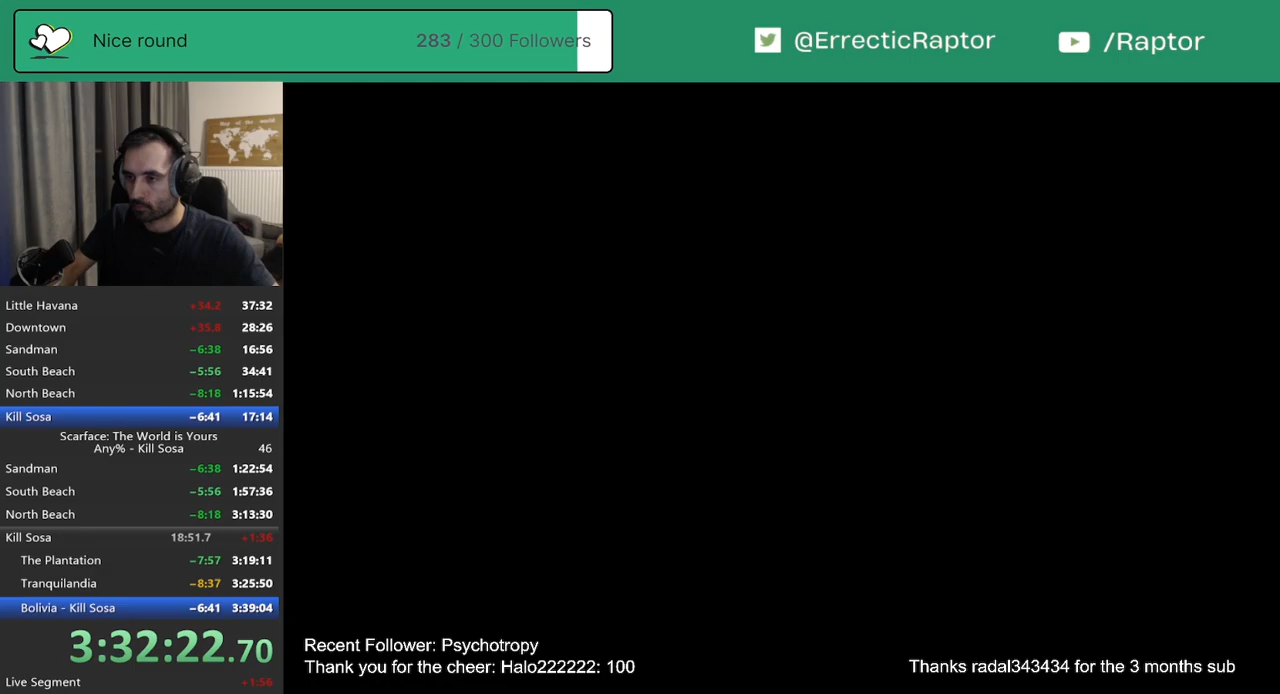 Nice round
283 / 300 Followers
@ErrecticRaptor
/Raptor
Map of the world
Little Havana +34.2 37:32
Downtown +35.8 28:26
Sandman −6:38 16:56
South Beach −5:56 34:41
North Beach −8:18 1:15:54
Kill Sosa −6:41 17:14
Scarface: The World is Yours
Any% - Kill Sosa 46
Sandman −6:38 1:22:54
South Beach −5:56 1:57:36
North Beach −8:18 3:13:30
Kill Sosa 18:51.7 +1:36
The Plantation −7:57 3:19:11
Tranquilandia −8:37 3:25:50
Bolivia - Kill Sosa −6:41 3:39:04
3:32:22.70
Live Segment +1:56
Recent Follower: Psychotropy
Thank you for the cheer: Halo222222: 100
Thanks radal343434 for the 3 months sub